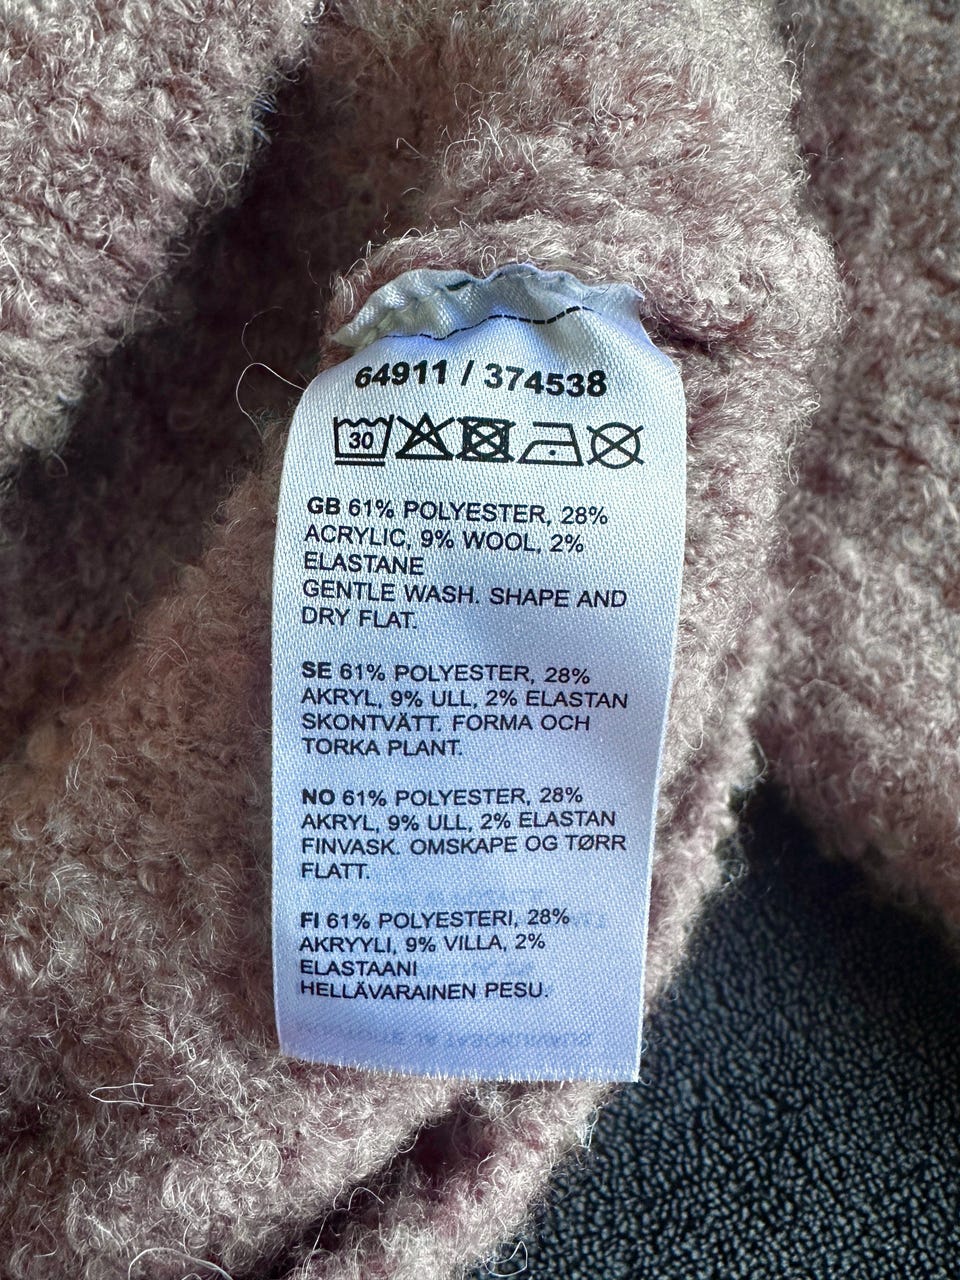 64911 / 374538
30
GB 61% POLYESTER, 28%
ACRYLIC, 9% WOOL, 2%
ELASTANE
GENTLE WASH. SHAPE AND
DRY FLAT.
SE 61% POLYESTER, 28%
AKRYL, 9% ULL, 2% ELASTAN
SKONTVÄTT. FORMA OCH
TORKA PLANT.
NO 61% POLYESTER, 28%
AKRYL, 9% ULL, 2% ELASTAN
FINVASK. OMSKAPE OG TØRR
FLATT.
FI 61% POLYESTERI, 28%
AKRYYLI, 9% VILLA, 2%
ELASTAANI
HELLÄVARAINEN PESU.